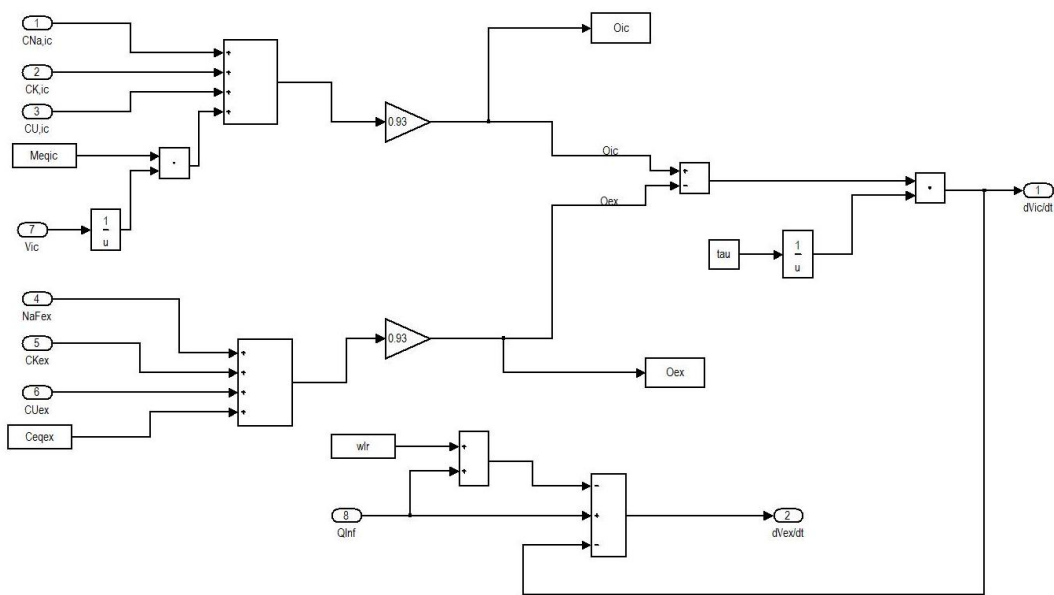 1
CNa,ic
2
CK,ic
3
CU,ic
Meqic
7
Vic
1
u
0.93
Oic
Oic
Oex
tau
1
u
1
dVic/dt
4
NaFex
5
CKex
6
CUex
Ceqex
0.93
Oex
wlr
8
QInf
2
dVex/dt